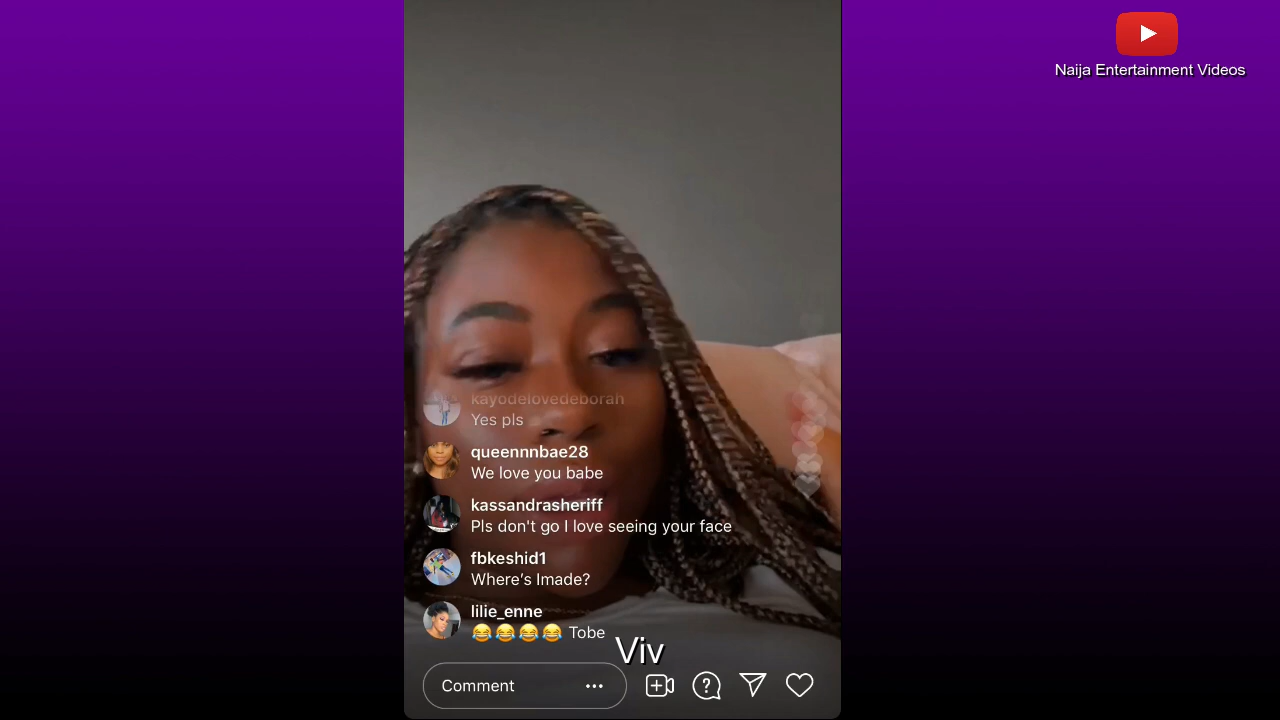 Naija Entertainment Videos
kayodelovedeborah
Yes pls
queennnbae28
We love you babe
kassandrasheriff
Pls don't go I love seeing your face
fbkeshid1
Where's Imade?
lilie_enne
😂😂😂😂 Tobe
Viv
Comment